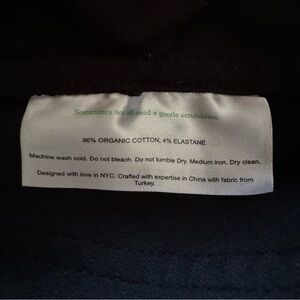 Sometimes we all need a gentle scrubdown.
96% ORGANIC COTTON, 4% ELASTANE
Machine wash cold. Do not bleach. Do not tumble Dry. Medium iron. Dry clean.
Designed with love in NYC. Crafted with expertise in China with fabric from
Turkey.